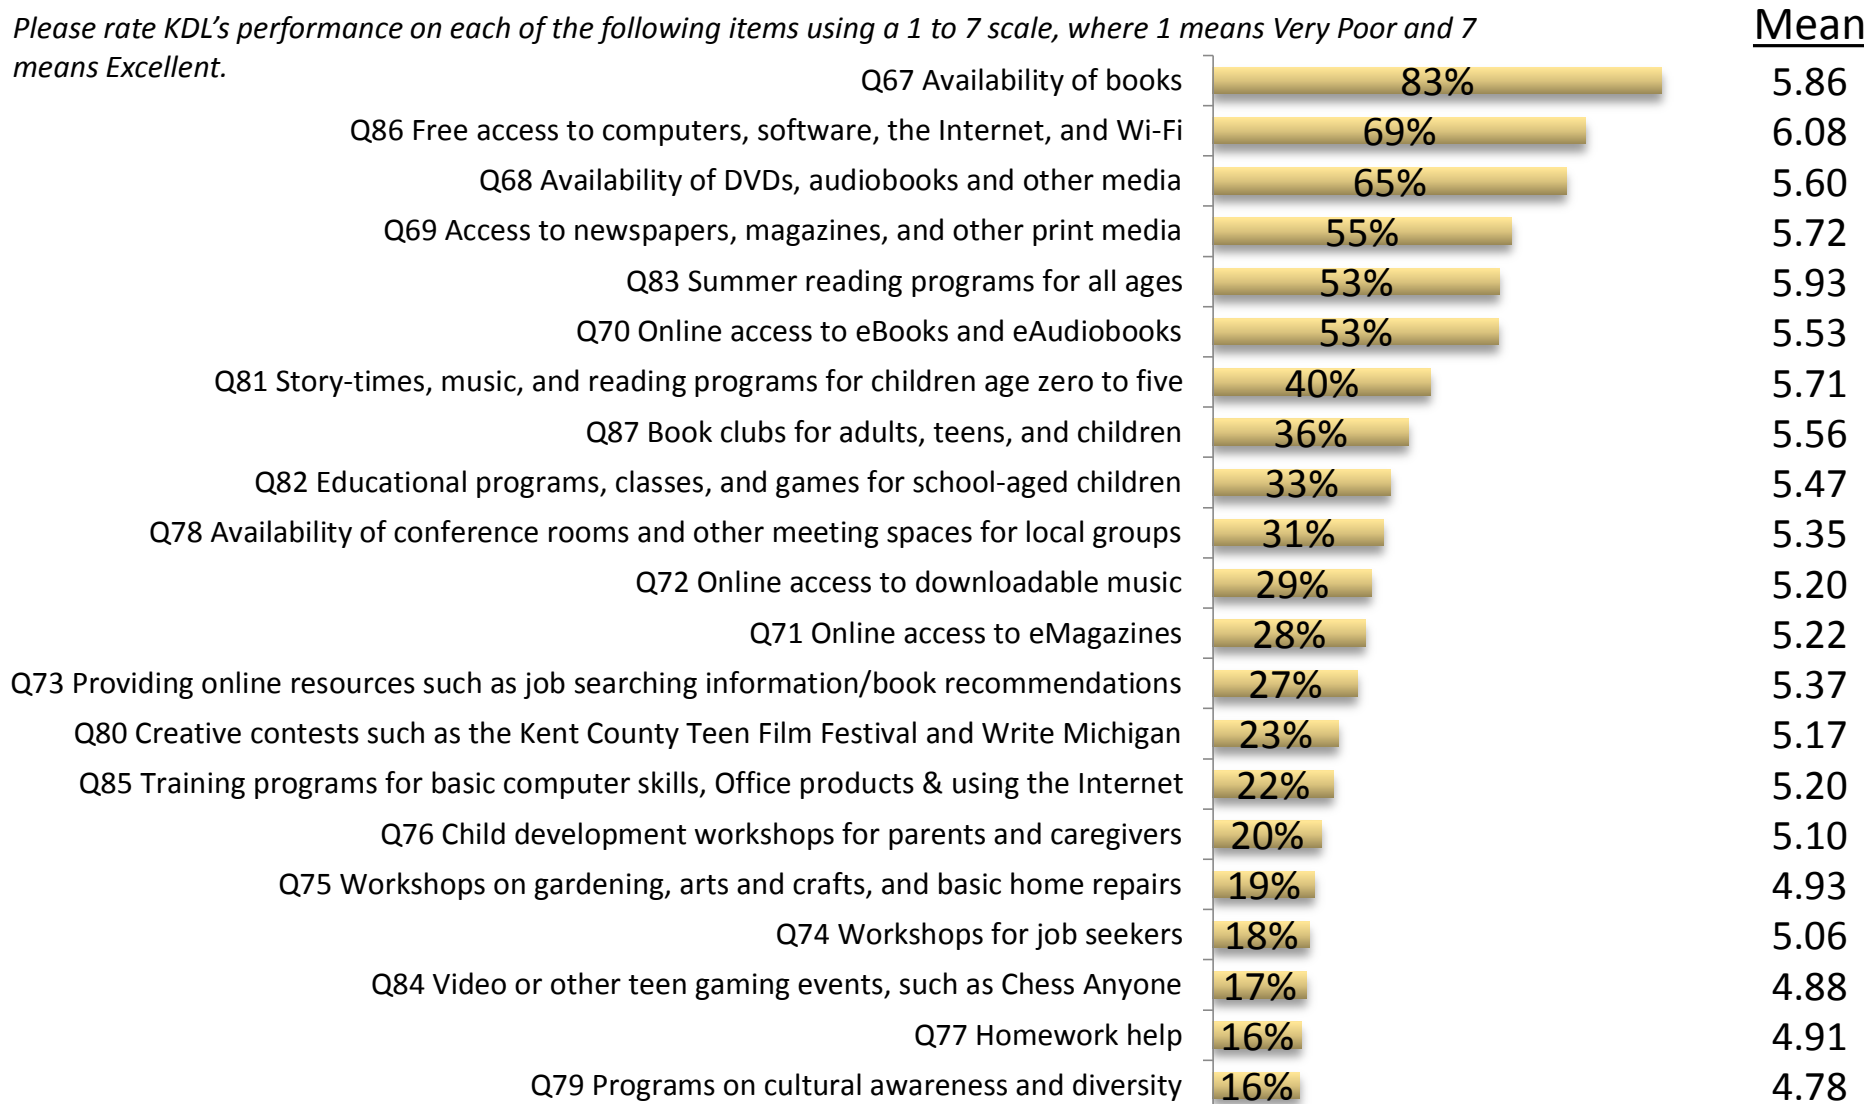 Please rate KDL's performance on each of the following items using a 1 to 7 scale, where 1 means Very Poor and 7
means Excellent.
Mean
Q67 Availability of books 83% 5.86
Q86 Free access to computers, software, the Internet, and Wi-Fi 69% 6.08
Q68 Availability of DVDs, audiobooks and other media 65% 5.60
Q69 Access to newspapers, magazines, and other print media 55% 5.72
Q83 Summer reading programs for all ages 53% 5.93
Q70 Online access to eBooks and eAudiobooks 53% 5.53
Q81 Story-times, music, and reading programs for children age zero to five 40% 5.71
Q87 Book clubs for adults, teens, and children 36% 5.56
Q82 Educational programs, classes, and games for school-aged children 33% 5.47
Q78 Availability of conference rooms and other meeting spaces for local groups 31% 5.35
Q72 Online access to downloadable music 29% 5.20
Q71 Online access to eMagazines 28% 5.22
Q73 Providing online resources such as job searching information/book recommendations 27% 5.37
Q80 Creative contests such as the Kent County Teen Film Festival and Write Michigan 23% 5.17
Q85 Training programs for basic computer skills, Office products & using the Internet 22% 5.20
Q76 Child development workshops for parents and caregivers 20% 5.10
Q75 Workshops on gardening, arts and crafts, and basic home repairs 19% 4.93
Q74 Workshops for job seekers 18% 5.06
Q84 Video or other teen gaming events, such as Chess Anyone 17% 4.88
Q77 Homework help 16% 4.91
Q79 Programs on cultural awareness and diversity 16% 4.78